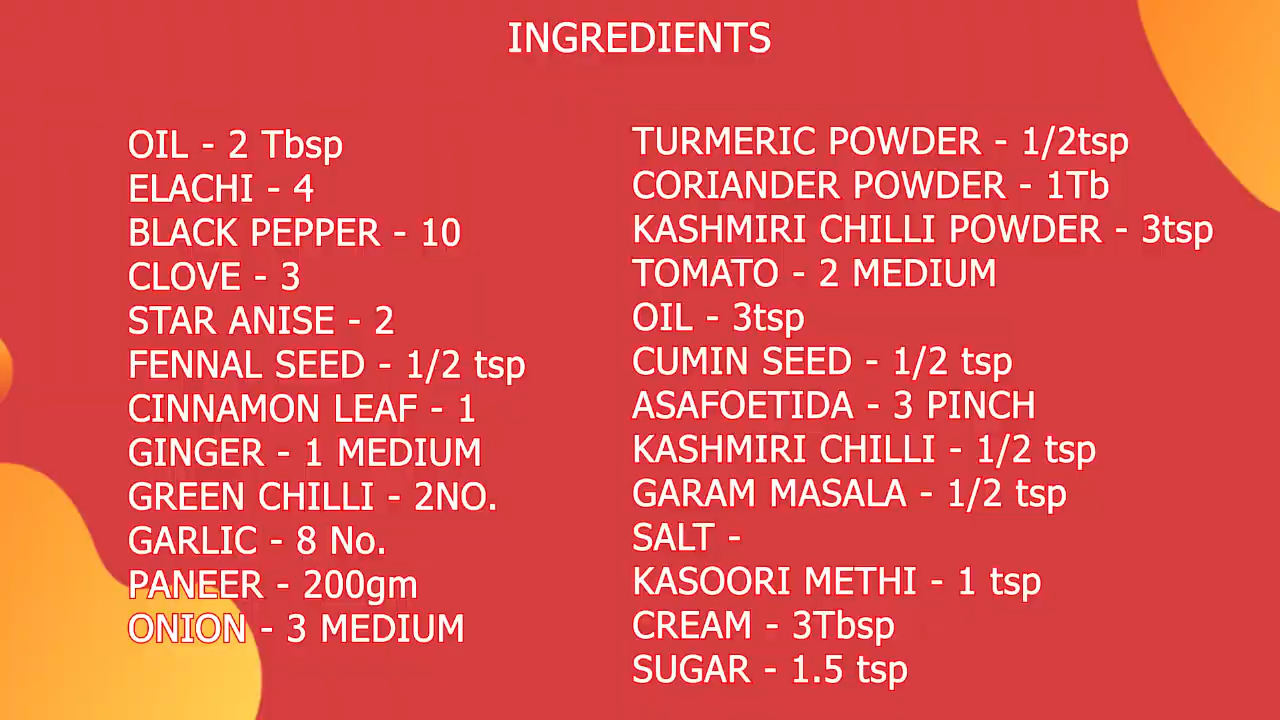 INGREDIENTS
OIL - 2 Tbsp
ELACHI - 4
BLACK PEPPER - 10
CLOVE - 3
STAR ANISE - 2
FENNAL SEED - 1/2 tsp
CINNAMON LEAF - 1
GINGER - 1 MEDIUM
GREEN CHILLI - 2NO.
GARLIC - 8 No.
PANEER - 200gm
ONION - 3 MEDIUM
TURMERIC POWDER - 1/2tsp
CORIANDER POWDER - 1Tb
KASHMIRI CHILLI POWDER - 3tsp
TOMATO - 2 MEDIUM
OIL - 3tsp
CUMIN SEED - 1/2 tsp
ASAFOETIDA - 3 PINCH
KASHMIRI CHILLI - 1/2 tsp
GARAM MASALA - 1/2 tsp
SALT -
KASOORI METHI - 1 tsp
CREAM - 3Tbsp
SUGAR - 1.5 tsp